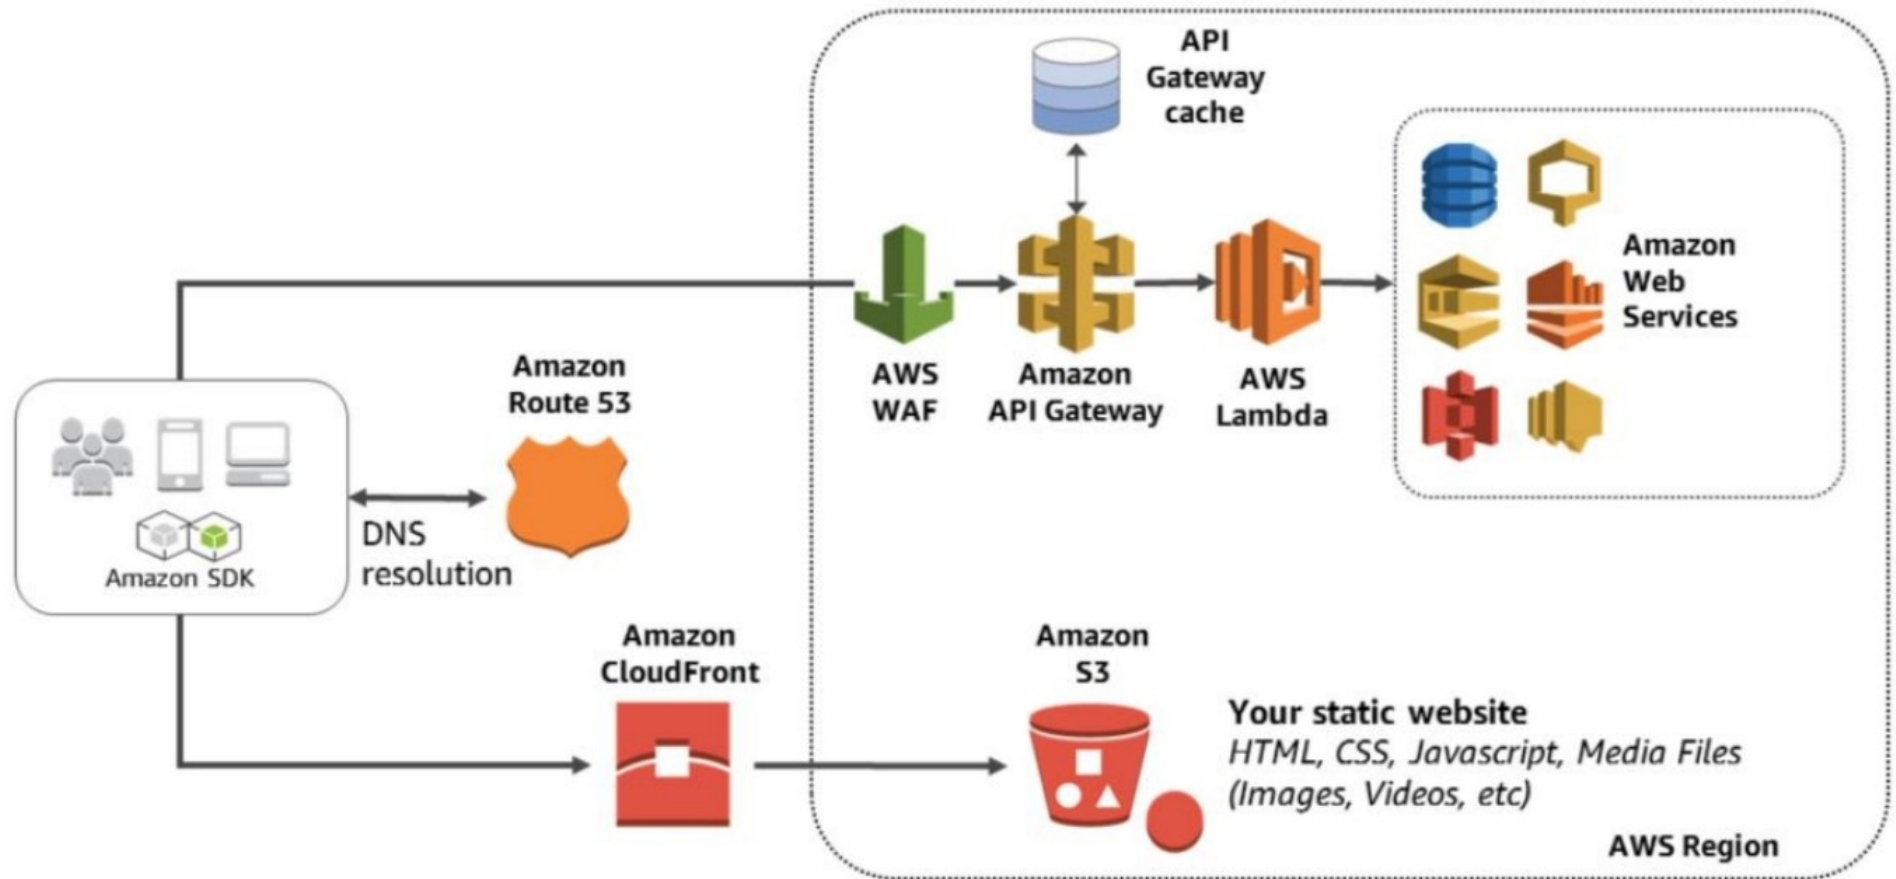 API
Gateway
cache
Amazon
Web
Services
AWS
WAF
Amazon
API Gateway
AWS
Lambda
Amazon
Route 53
DNS
resolution
Amazon SDK
Amazon
CloudFront
Amazon
S3
Your static website
HTML, CSS, Javascript, Media Files
(Images, Videos, etc)
AWS Region